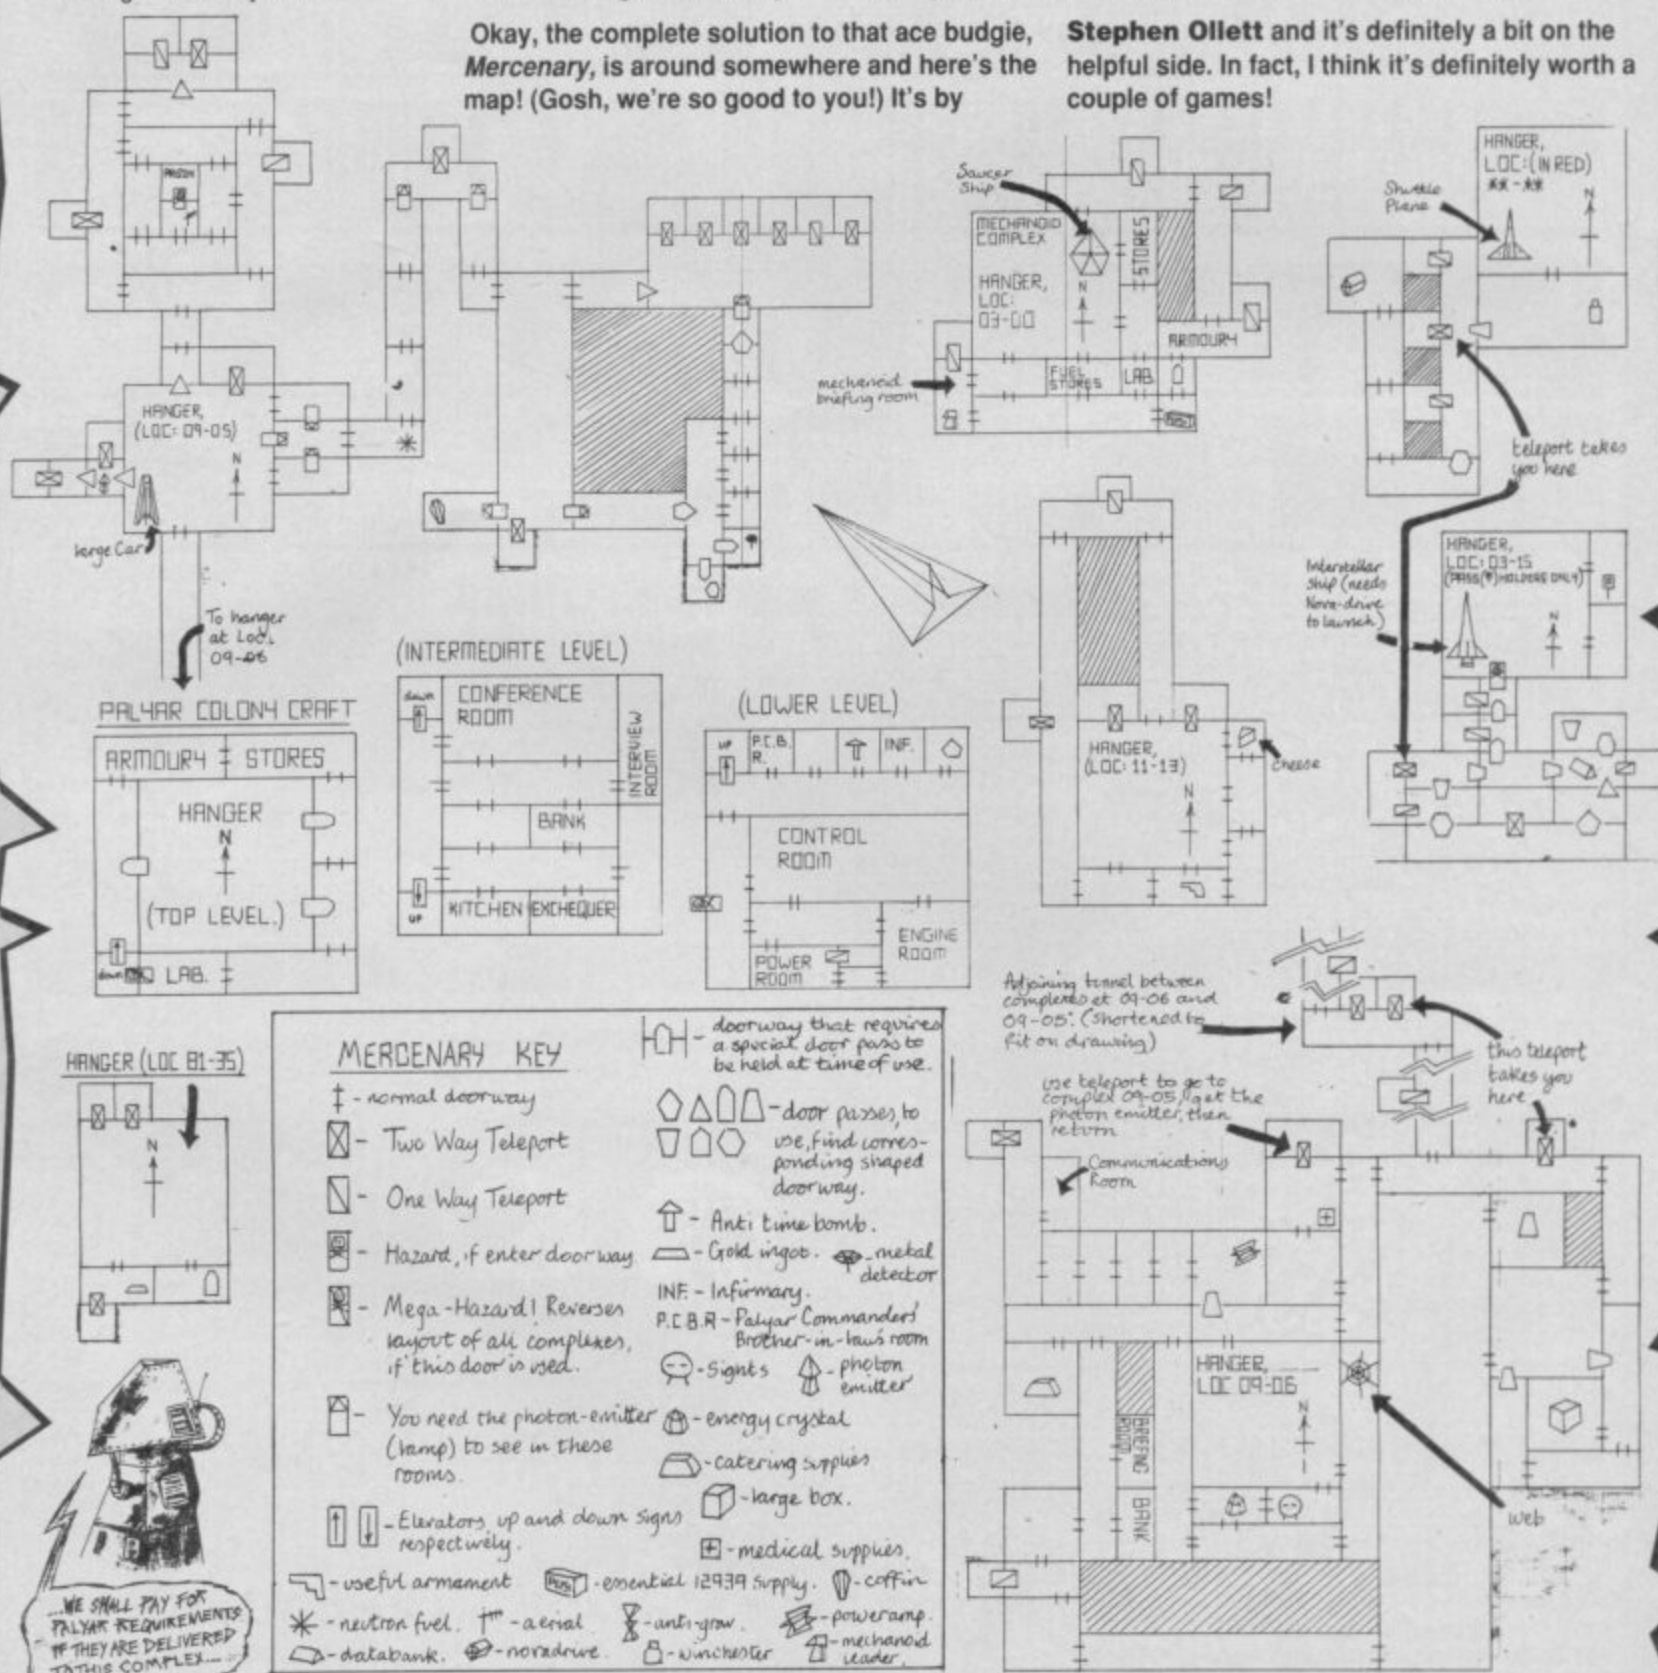 Okay, the complete solution to that ace budgie,
Mercenary, is around somewhere and here's the
map! (Gosh, we're so good to you!) It's by
Stephen Ollett and it's definitely a bit on the
helpful side. In fact, I think it's definitely worth a
couple of games!
PRISON
HANGER,
(LOC: 09-05)
N
large Car
To hanger
at Loc.
09-06
Saucer
Ship
MECHANOID
COMPLEX
HANGER,
LOC:
03-00
N
STORES
ARMOURY
FUEL
STORES
LAB.
mechanoid
briefing room
HANGER,
LOC:(IN RED)
**-**
N
Shuttle
Plane
teleport takes
you here
HANGER,
LOC: 03-15
(PASS(▼)HOLDERS ONLY)
N
Interstellar
ship (needs
Nova-drive
to launch)
HANGER,
(LOC: 11-13)
N
cheese
PALYAR COLONY CRAFT
ARMOURY
STORES
HANGER
N
(TOP LEVEL.)
down
LAB.
(INTERMEDIATE LEVEL)
down
CONFERENCE
ROOM
INTERVIEW
ROOM
BANK
UP
KITCHEN
EXCHEQUER
(LOWER LEVEL)
UP
P.C.B.
R.
INF.
CONTROL
ROOM
POWER
ROOM
ENGINE
ROOM
HANGER (LOC 81-35)
N
MERCENARY KEY
- normal doorway
- Two Way Teleport
- One Way Teleport
- Hazard, if enter doorway
- Mega-Hazard! Reverses
layout of all complexes,
if this door is used.
- You need the photon-emitter
(lamp) to see in these
rooms.
- Elevators, up and down signs
respectively.
- useful armament
- essential 12939 supply.
- coffin
- neutron fuel.
- aerial
- anti-grav.
- poweramp.
- databank.
- novadrive.
- winchester
- mechanoid
leader.
- doorway that requires
a special door pass to
be held at time of use.
- door passes, to
use, find corres-
ponding shaped
doorway.
- Anti time bomb.
- Gold ingot.
- metal
detector
INF. - Infirmary.
P.C.B.R - Palyar Commanders'
Brother-in-law's room
- Sights
- photon
emitter
- energy crystal
- catering supplies
- large box.
- medical supplies.
Adjoining tunnel between
complexes at 09-06 and
09-05: (shortened to
fit on drawing)
this teleport
takes you
here
use teleport to go to
complex 09-05, get the
photon emitter, then
return
Communications
Room
HANGER,
LOC 09-06
N
BRIEFING
ROOM
BANK
Web
...WE SHALL PAY FOR
PALYAR REQUIREMENTS
IF THEY ARE DELIVERED
TO THIS COMPLEX...